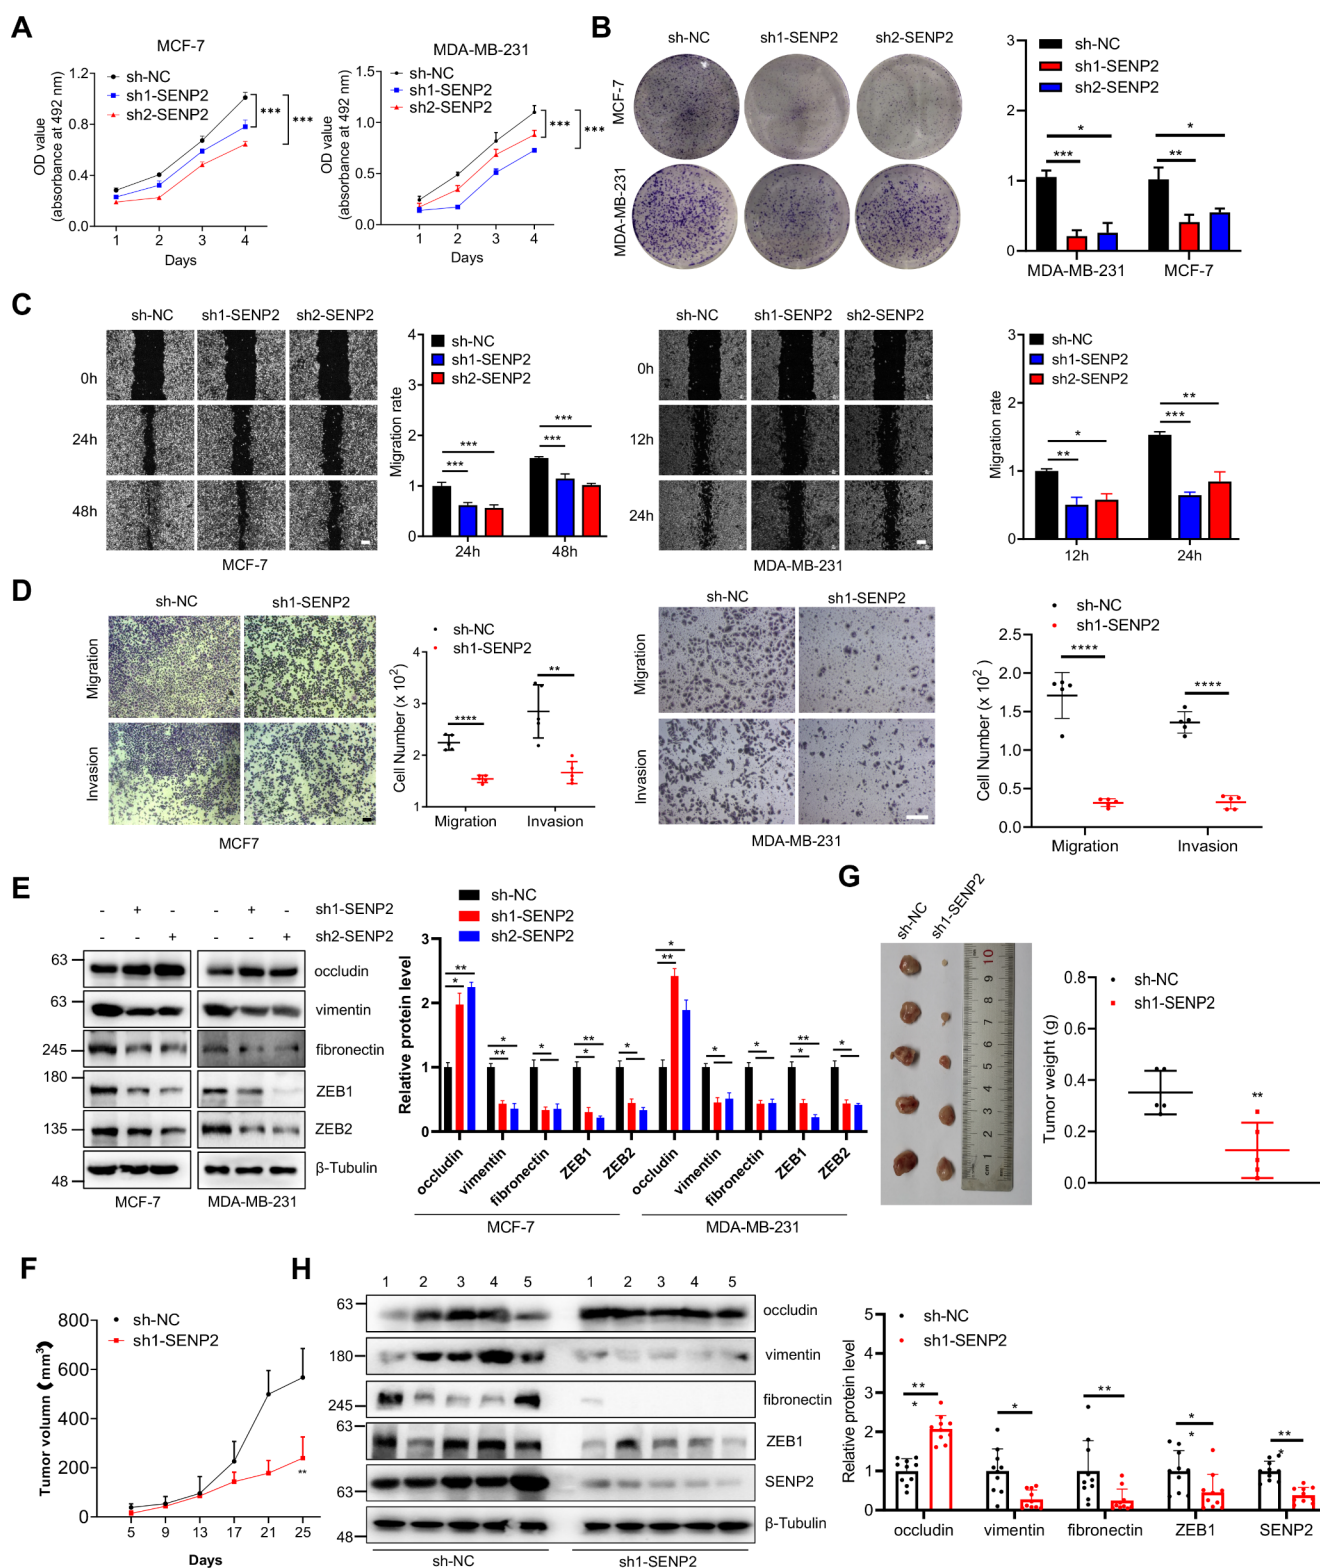 A
MCF-7
sh-NC
sh1-SENP2
sh2-SENP2
OD value
(absorbance at 492 nm)
1.2
0.8
0.4
0.0
***
***
1 2 3 4
Days
MDA-MB-231
sh-NC
sh1-SENP2
sh2-SENP2
OD value
(absorbance at 492 nm)
1.5
1.0
0.5
0.0
***
***
1 2 3 4
Days
B
sh-NC sh1-SENP2 sh2-SENP2
MCF-7
MDA-MB-231
sh-NC
sh1-SENP2
sh2-SENP2
3
2
1
0
*
***
*
**
MDA-MB-231 MCF-7
C
sh-NC sh1-SENP2 sh2-SENP2
0h
24h
48h
MCF-7
sh-NC
sh1-SENP2
sh2-SENP2
Migration rate
4
3
2
1
0
***
***
***
***
24h 48h
sh-NC sh1-SENP2 sh2-SENP2
0h
12h
24h
MDA-MB-231
sh-NC
sh1-SENP2
sh2-SENP2
Migration rate
3
2
1
0
*
**
**
***
12h 24h
D
sh-NC sh1-SENP2
Migration
Invasion
MCF7
sh-NC
sh1-SENP2
Cell Number (x 10²)
4
3
2
1
****
**
Migration Invasion
sh-NC sh1-SENP2
Migration
Invasion
MDA-MB-231
sh-NC
sh1-SENP2
Cell Number (x 10²)
2.5
2.0
1.5
1.0
0.5
0.0
****
****
Migration Invasion
E
- + - - + - sh1-SENP2
- - + - - + sh2-SENP2
63 occludin
63 vimentin
245 fibronectin
180 ZEB1
135 ZEB2
48 β-Tubulin
MCF-7 MDA-MB-231
sh-NC
sh1-SENP2
sh2-SENP2
Relative protein level
3
2
1
0
**
*
*
**
*
**
*
*
*
**
*
*
**
*
*
occludin vimentin fibronectin ZEB1 ZEB2 occludin vimentin fibronectin ZEB1 ZEB2
MCF-7 MDA-MB-231
G
sh-NC sh1-SENP2
10
9
8
7
6
5
4
3
2
1
cm
sh-NC
sh1-SENP2
Tumor weight (g)
0.8
0.6
0.4
0.2
0.0
**
F
sh-NC
sh1-SENP2
Tumor volumn (mm³)
800
600
400
200
0
**
5 9 13 17 21 25
Days
H
1 2 3 4 5 1 2 3 4 5
63 occludin
180 vimentin
245 fibronectin
63 ZEB1
63 SENP2
48 β-Tubulin
sh-NC sh1-SENP2
sh-NC
sh1-SENP2
Relative protein level
5
4
3
2
1
0
**
*
*
**
*
*
**
*
occludin vimentin fibronectin ZEB1 SENP2